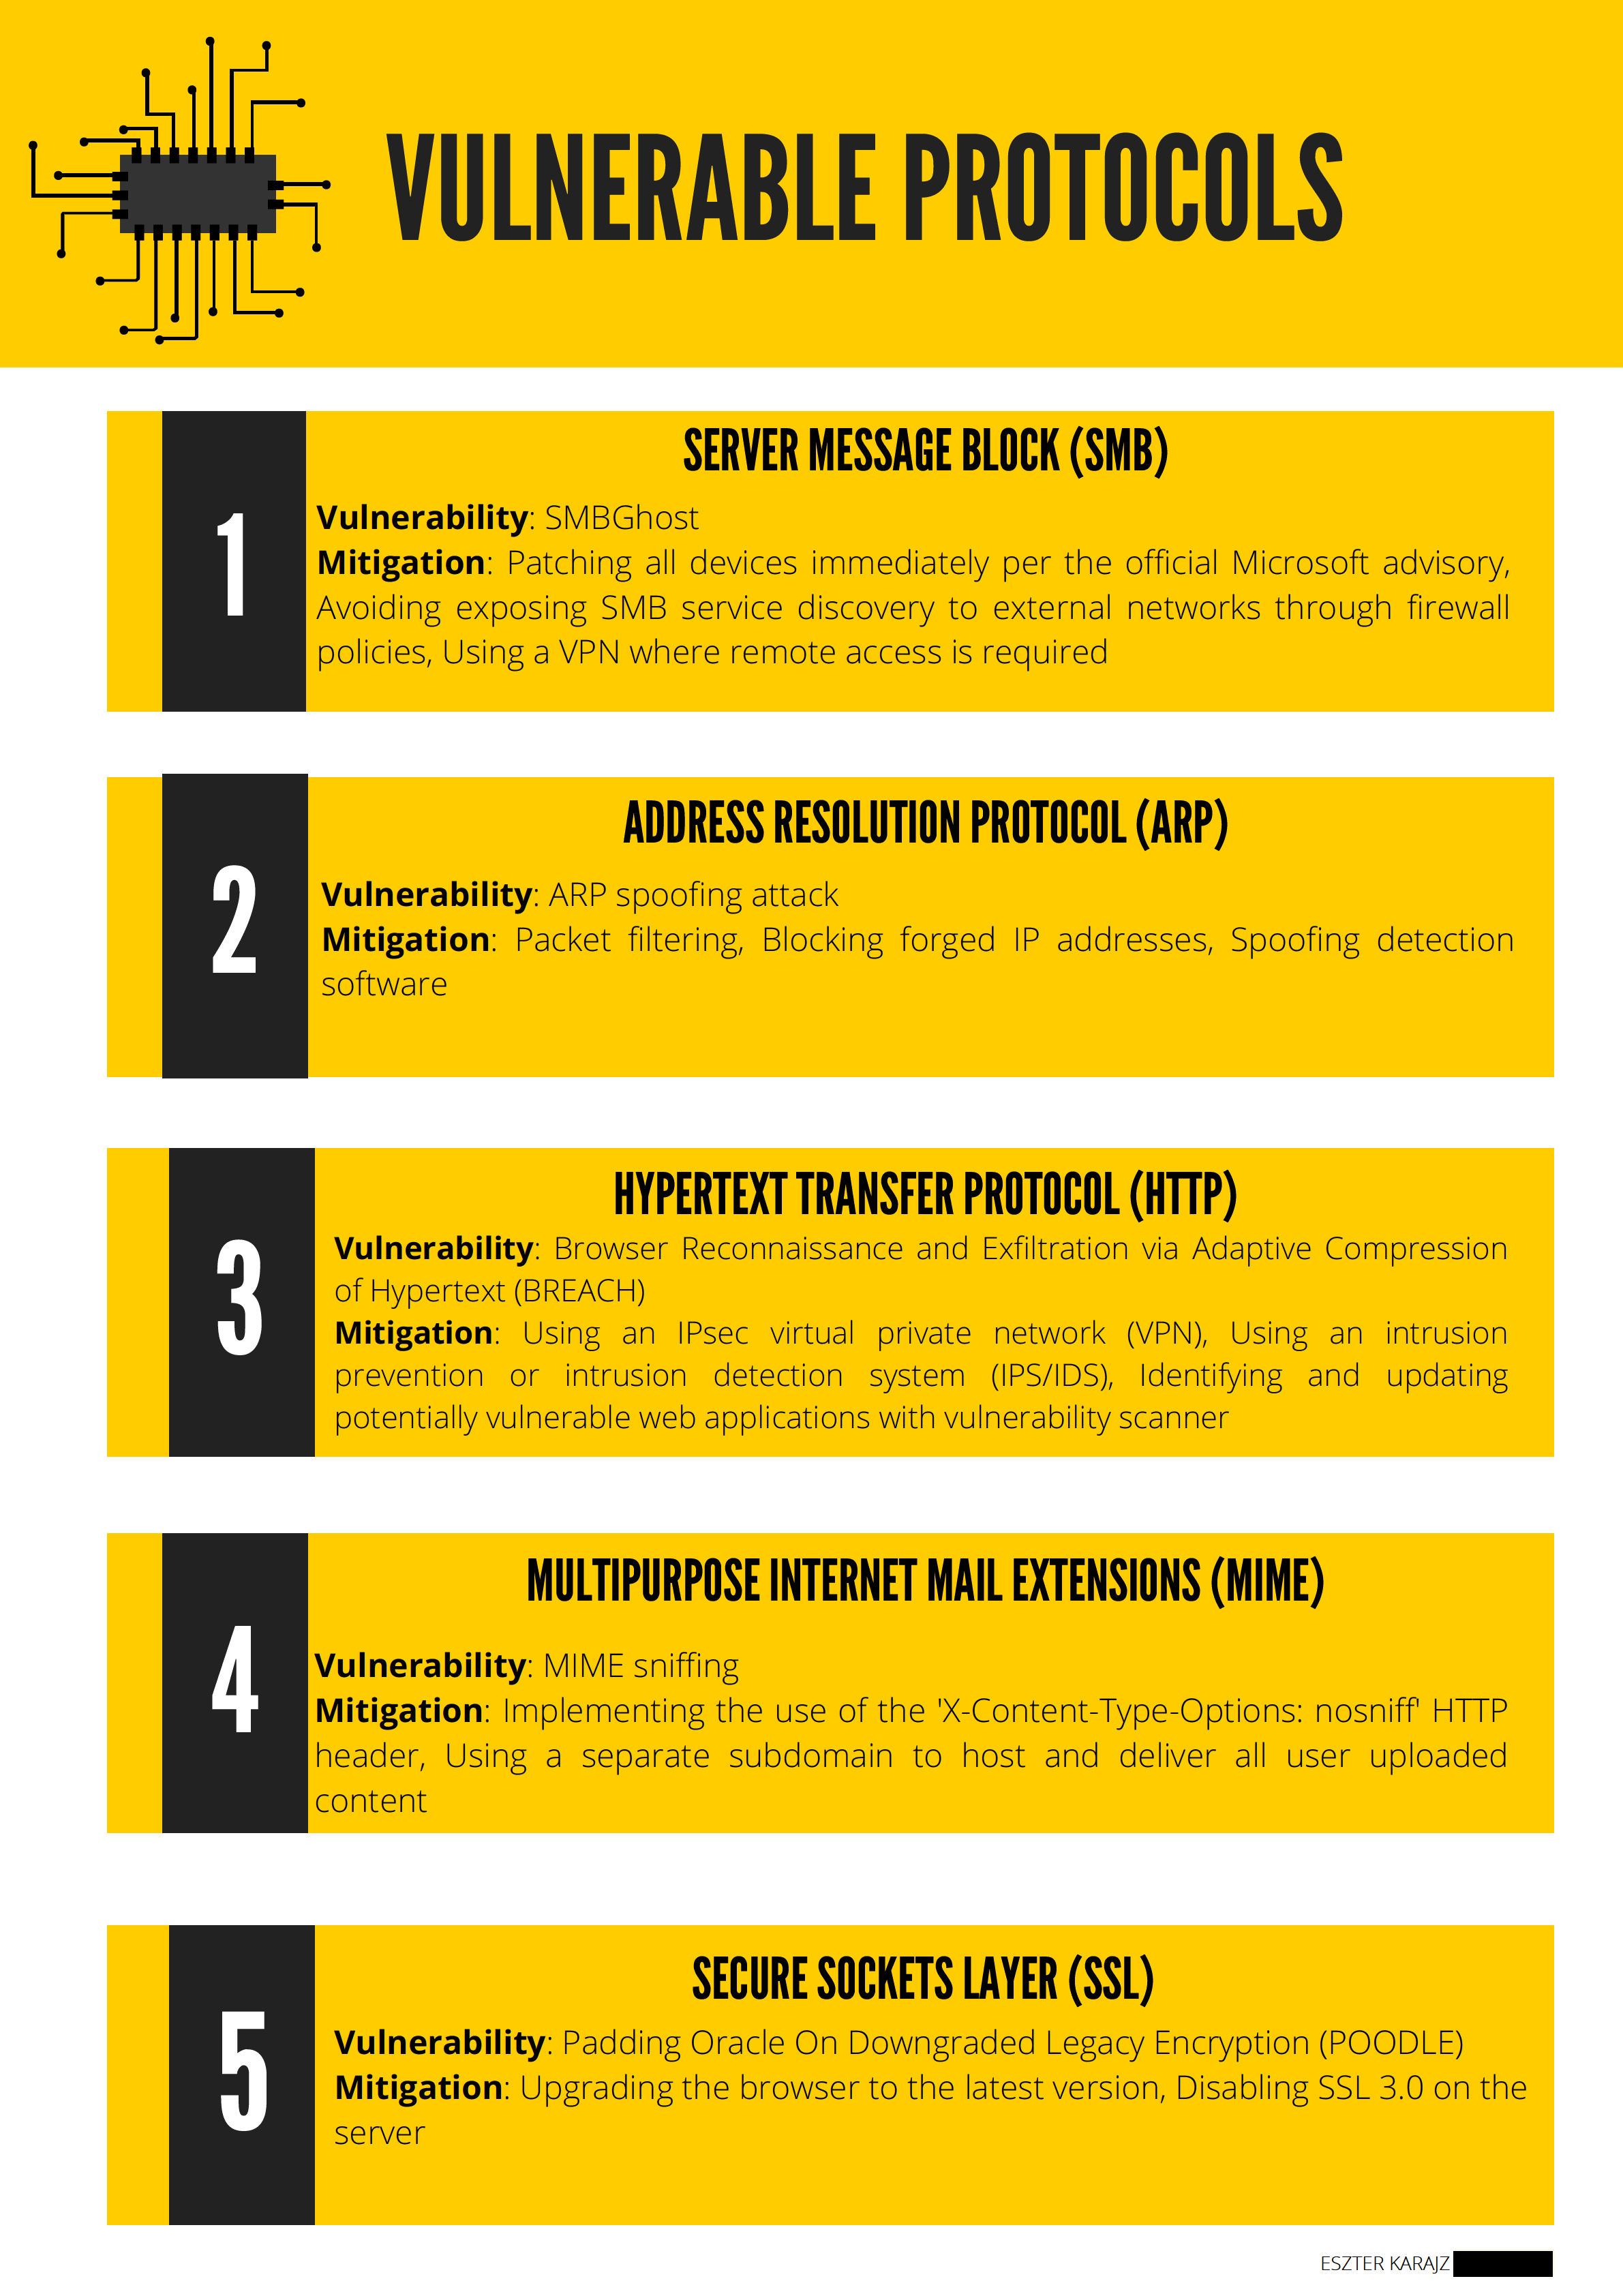 VULNERABLE PROTOCOLS
1
SERVER MESSAGE BLOCK (SMB)
Vulnerability: SMBGhost
Mitigation: Patching all devices immediately per the official Microsoft advisory,
Avoiding exposing SMB service discovery to external networks through firewall
policies, Using a VPN where remote access is required
2
ADDRESS RESOLUTION PROTOCOL (ARP)
Vulnerability: ARP spoofing attack
Mitigation: Packet filtering, Blocking forged IP addresses, Spoofing detection
software
3
HYPERTEXT TRANSFER PROTOCOL (HTTP)
Vulnerability: Browser Reconnaissance and Exfiltration via Adaptive Compression
of Hypertext (BREACH)
Mitigation: Using an IPsec virtual private network (VPN), Using an intrusion
prevention or intrusion detection system (IPS/IDS), Identifying and updating
potentially vulnerable web applications with vulnerability scanner
4
MULTIPURPOSE INTERNET MAIL EXTENSIONS (MIME)
Vulnerability: MIME sniffing
Mitigation: Implementing the use of the 'X-Content-Type-Options: nosniff' HTTP
header, Using a separate subdomain to host and deliver all user uploaded
content
5
SECURE SOCKETS LAYER (SSL)
Vulnerability: Padding Oracle On Downgraded Legacy Encryption (POODLE)
Mitigation: Upgrading the browser to the latest version, Disabling SSL 3.0 on the
server
ESZTER KARAJZ